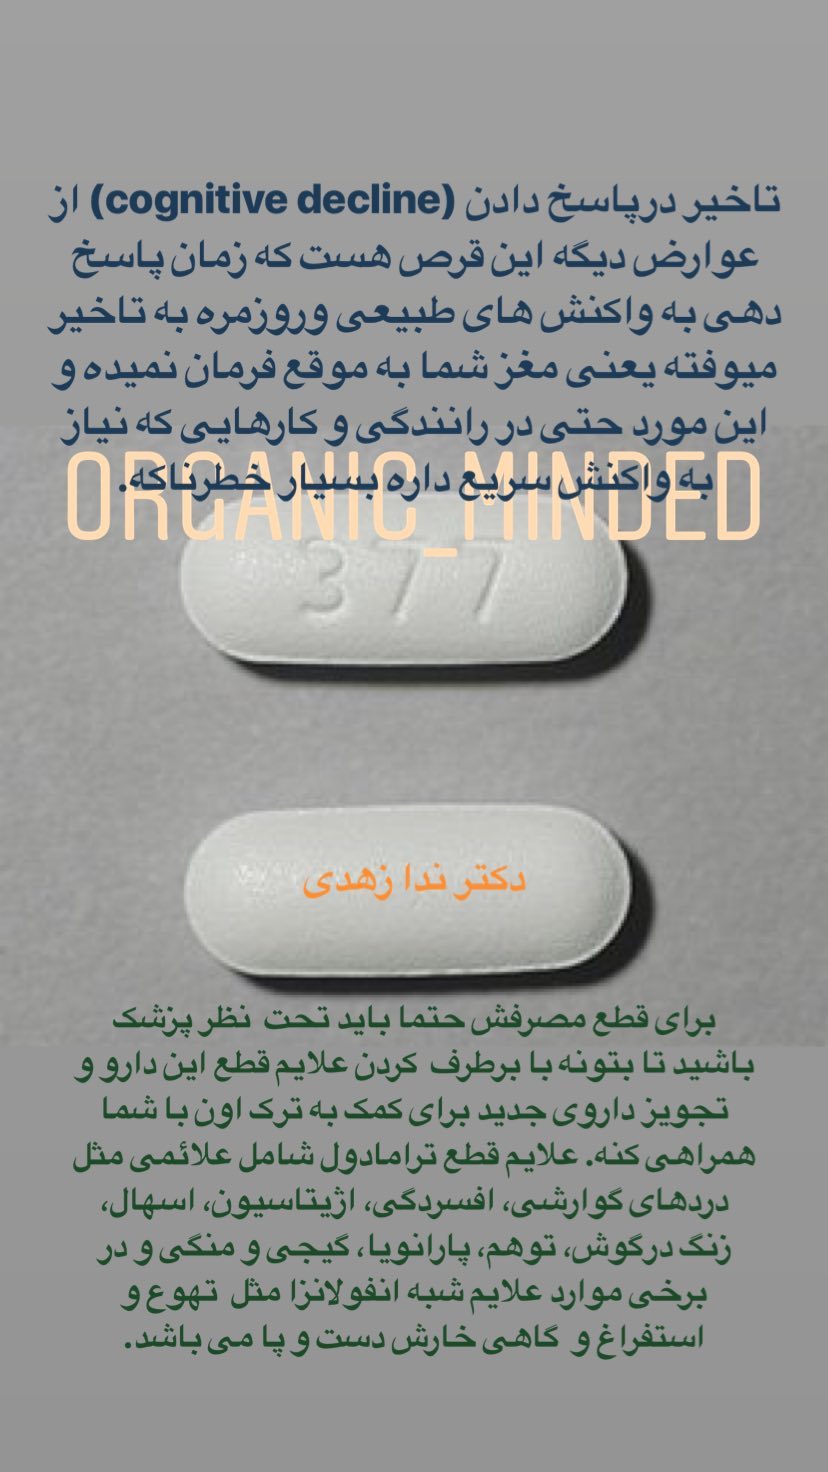 تاخیر درپاسخ دادن (cognitive decline) از
عوارض دیگه این قرص هست که زمان پاسخ
دهی به واکنش های طبیعی وروزمره به تاخیر
میوفته یعنی مغز شما به موقع فرمان نمیده و
این مورد حتی در رانندگی و کارهایی که نیاز
به واکنش سریع داره بسیار خطرناکه.
ORGANIC_MINDED
377
دکتر ندا زهدی
برای قطع مصرفش حتما باید تحت نظر پزشک
باشید تا بتونه با برطرف کردن علایم قطع این دارو و
تجویز داروی جدید برای کمک به ترک اون با شما
همراهی کنه. علایم قطع ترامادول شامل علائمی مثل
دردهای گوارشی، افسردگی، اژیتاسیون، اسهال،
زنگ درگوش، توهم، پارانویا، گیجی و منگی و در
برخی موارد علایم شبه انفولانزا مثل تهوع و
استفراغ و گاهی خارش دست و پا می باشد.